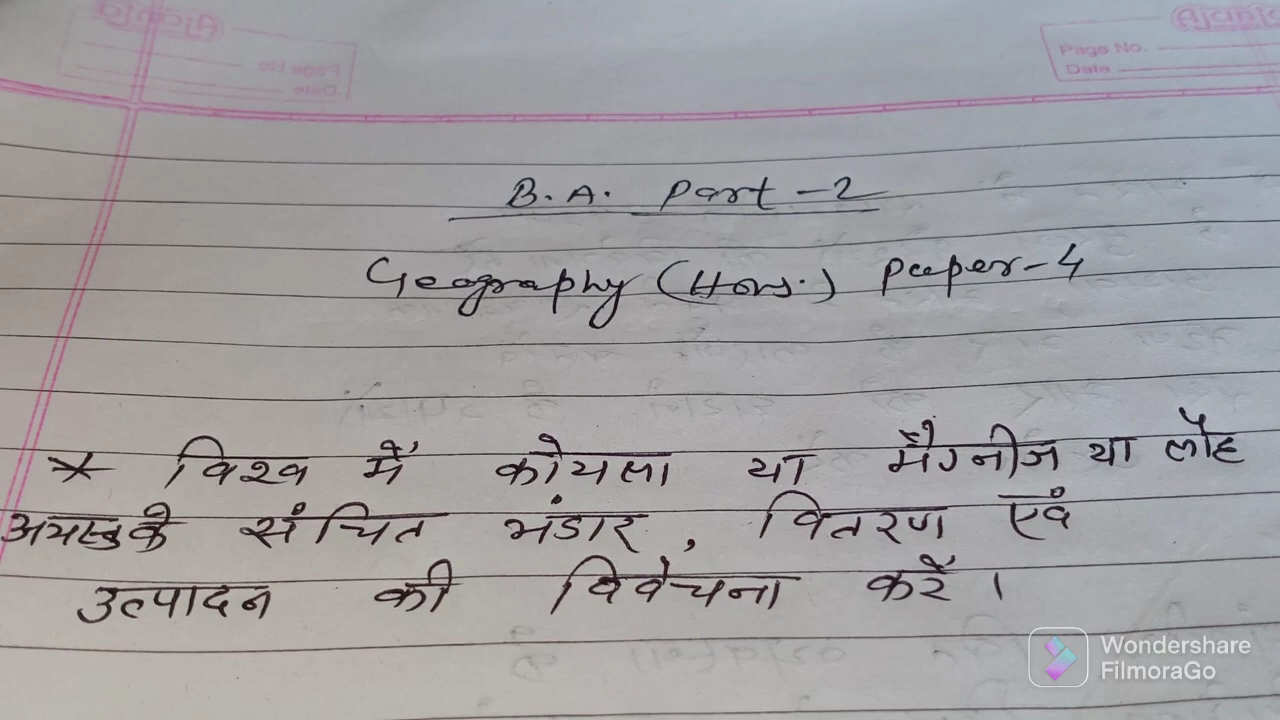 Ajanta
Page No.
Date
B.A. Part-2
Geography (Hons.) Paper-4
* विश्व में कोयला या मैंगनीज या लौह
अयस्क के संचित भंडार, वितरण एवं
उत्पादन की विवेचना करें।
Wondershare
FilmoraGo